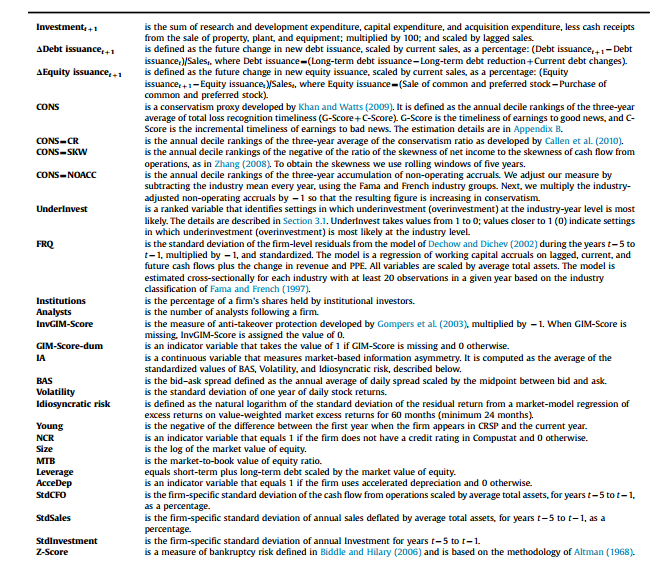 Investmentt+1 is the sum of research and development expenditure, capital expenditure, and acquisition expenditure, less cash receipts
from the sale of property, plant, and equipment; multiplied by 100; and scaled by lagged sales.
ΔDebt issuancet+1 is defined as the future change in new debt issuance, scaled by current sales, as a percentage: (Debt issuancet+1−Debt
issuancet)/Salest, where Debt issuance=(Long-term debt issuance−Long-term debt reduction+Current debt changes).
ΔEquity issuancet+1 is defined as the future change in new equity issuance, scaled by current sales, as a percentage: (Equity
issuancet+1−Equity issuancet)/Salest, where Equity issuance=(Sale of common and preferred stock−Purchase of
common and preferred stock).
CONS is a conservatism proxy developed by Khan and Watts (2009). It is defined as the annual decile rankings of the three-year
average of total loss recognition timeliness (G-Score+C-Score). G-Score is the timeliness of earnings to good news, and C-
Score is the incremental timeliness of earnings to bad news. The estimation details are in Appendix B.
CONS=CR is the annual decile rankings of the three-year average of the conservatism ratio as developed by Callen et al. (2010).
CONS=SKW is the annual decile rankings of the negative of the ratio of the skewness of net income to the skewness of cash flow from
operations, as in Zhang (2008). To obtain the skewness we use rolling windows of five years.
CONS=NOACC is the annual decile rankings of the three-year accumulation of non-operating accruals. We adjust our measure by
subtracting the industry mean every year, using the Fama and French industry groups. Next, we multiply the industry-
adjusted non-operating accruals by −1 so that the resulting figure is increasing in conservatism.
UnderInvest is a ranked variable that identifies settings in which underinvestment (overinvestment) at the industry-year level is most
likely. The details are described in Section 3.1. UnderInvest takes values from 1 to 0; values closer to 1 (0) indicate settings
in which underinvestment (overinvestment) is most likely at the industry level.
FRQ is the standard deviation of the firm-level residuals from the model of Dechow and Dichev (2002) during the years t−5 to
t−1, multiplied by −1, and standardized. The model is a regression of working capital accruals on lagged, current, and
future cash flows plus the change in revenue and PPE. All variables are scaled by average total assets. The model is
estimated cross-sectionally for each industry with at least 20 observations in a given year based on the industry
classification of Fama and French (1997).
Institutions is the percentage of a firm's shares held by institutional investors.
Analysts is the number of analysts following a firm.
InvGIM-Score is the measure of anti-takeover protection developed by Gompers et al. (2003), multiplied by −1. When GIM-Score is
missing, InvGIM-Score is assigned the value of 0.
GIM-Score-dum is an indicator variable that takes the value of 1 if GIM-Score is missing and 0 otherwise.
IA is a continuous variable that measures market-based information asymmetry. It is computed as the average of the
standardized values of BAS, Volatility, and Idiosyncratic risk, described below.
BAS is the bid–ask spread defined as the annual average of daily spread scaled by the midpoint between bid and ask.
Volatility is the standard deviation of one year of daily stock returns.
Idiosyncratic risk is defined as the natural logarithm of the standard deviation of the residual return from a market-model regression of
excess returns on value-weighted market excess returns for 60 months (minimum 24 months).
Young is the negative of the difference between the first year when the firm appears in CRSP and the current year.
NCR is an indicator variable that equals 1 if the firm does not have a credit rating in Compustat and 0 otherwise.
Size is the log of the market value of equity.
MTB is the market-to-book value of equity ratio.
Leverage equals short-term plus long-term debt scaled by the market value of equity.
AcceDep is an indicator variable that equals 1 if the firm uses accelerated depreciation and 0 otherwise.
StdCFO is the firm-specific standard deviation of the cash flow from operations scaled by average total assets, for years t−5 to t−1,
as a percentage.
StdSales is the firm-specific standard deviation of annual sales deflated by average total assets, for years t−5 to t−1, as a
percentage.
StdInvestment is the firm-specific standard deviation of annual Investment for years t−5 to t−1.
Z-Score is a measure of bankruptcy risk defined in Biddle and Hilary (2006) and is based on the methodology of Altman (1968).